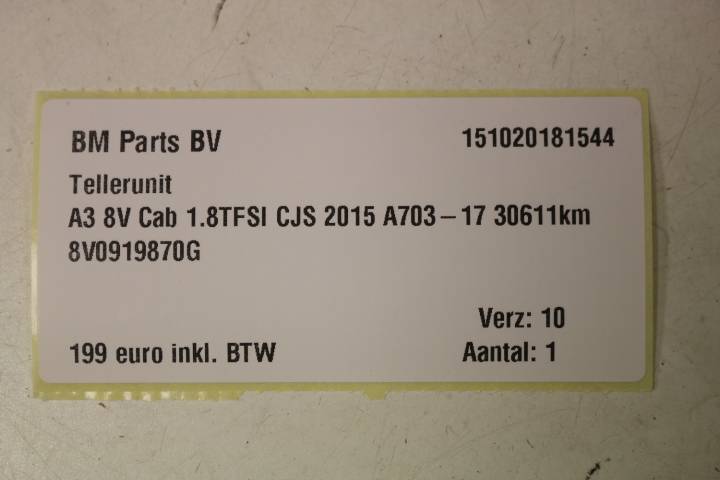 BM Parts BV 151020181544
Tellerunit
A3 8V Cab 1.8TFSI CJS 2015 A703-17 30611km
8V0919870G
Verz: 10
199 euro inkl. BTW Aantal: 1